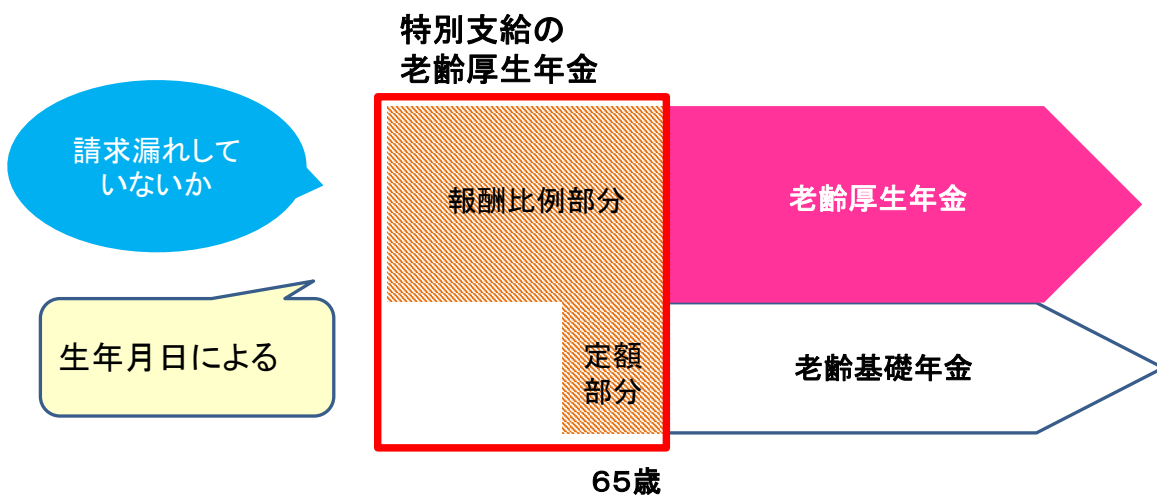 特別支給の
老齢厚生年金
請求漏れして
いないか
報酬比例部分
老齢厚生年金
生年月日による
定額
部分
老齢基礎年金
65歳